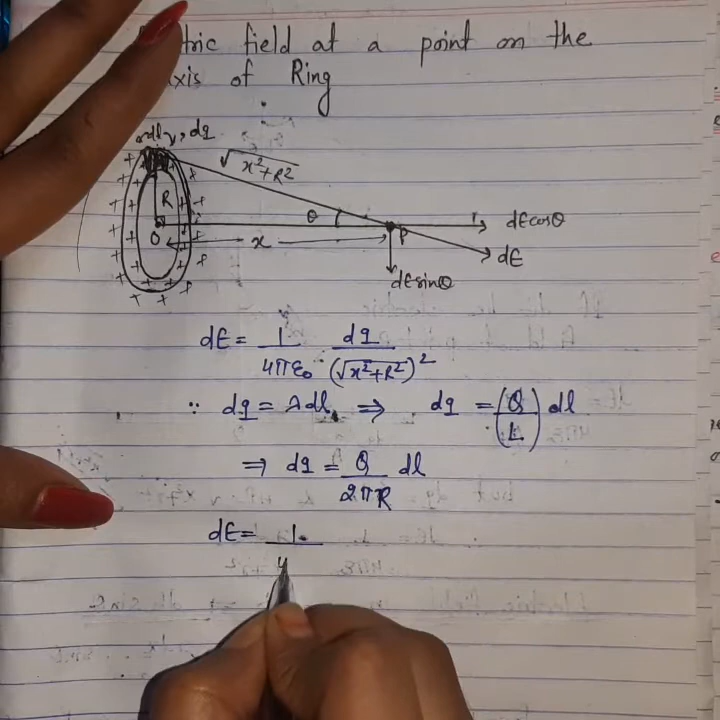 tric field at a point on the
xis of Ring
dl, dq
√x²+R²
R
θ
dEcosθ
O
x
P
dE
dEsinθ
dE = 1/4πε₀ dq/(√x²+R²)²
∵ dq = λdl, ⇒ dq = (Q/L) dl
⇒ dq = Q/2πR dl
dE = 1/4